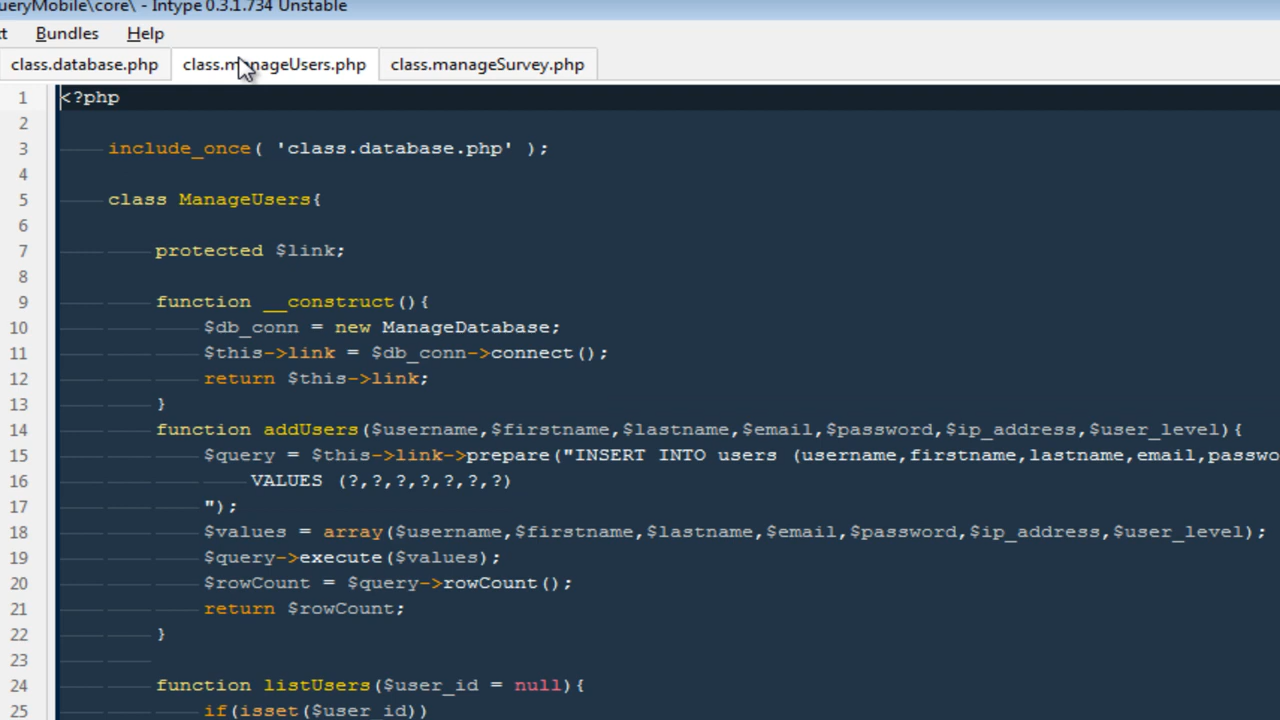 ueryMobile\core\ - Intype 0.3.1.734 Unstable
t Bundles Help
class.database.php class.manageUsers.php class.manageSurvey.php
1 <?php
2
3 include_once( 'class.database.php' );
4
5 class ManageUsers{
6
7 protected $link;
8
9 function __construct(){
10 $db_conn = new ManageDatabase;
11 $this->link = $db_conn->connect();
12 return $this->link;
13 }
14 function addUsers($username,$firstname,$lastname,$email,$password,$ip_address,$user_level){
15 $query = $this->link->prepare("INSERT INTO users (username,firstname,lastname,email,passwo
16 VALUES (?,?,?,?,?,?,?)
17 ");
18 $values = array($username,$firstname,$lastname,$email,$password,$ip_address,$user_level);
19 $query->execute($values);
20 $rowCount = $query->rowCount();
21 return $rowCount;
22 }
23
24 function listUsers($user_id = null){
25 if(isset($user_id))